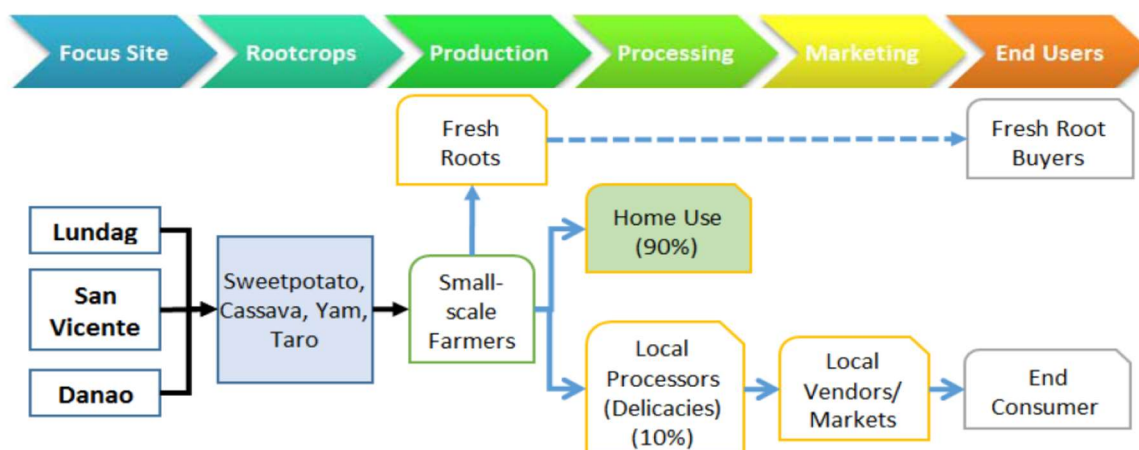 Focus Site
Rootcrops
Production
Processing
Marketing
End Users
Fresh
Roots
Fresh Root
Buyers
Lundag
San
Vicente
Danao
Sweetpotato,
Cassava, Yam,
Taro
Small-
scale
Farmers
Home Use
(90%)
Local
Processors
(Delicacies)
(10%)
Local
Vendors/
Markets
End
Consumer